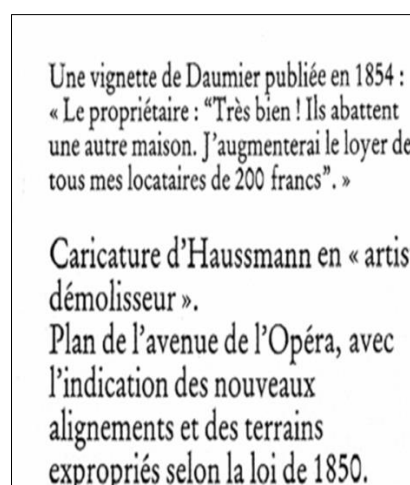 Une vignette de Daumier publiée en 1854 :
« Le propriétaire : “Très bien ! Ils abattent
une autre maison. J’augmenterai le loyer de
tous mes locataires de 200 francs”. »
Caricature d’Haussmann en « artis
démolisseur ».
Plan de l’avenue de l’Opéra, avec
l’indication des nouveaux
alignements et des terrains
expropriés selon la loi de 1850.